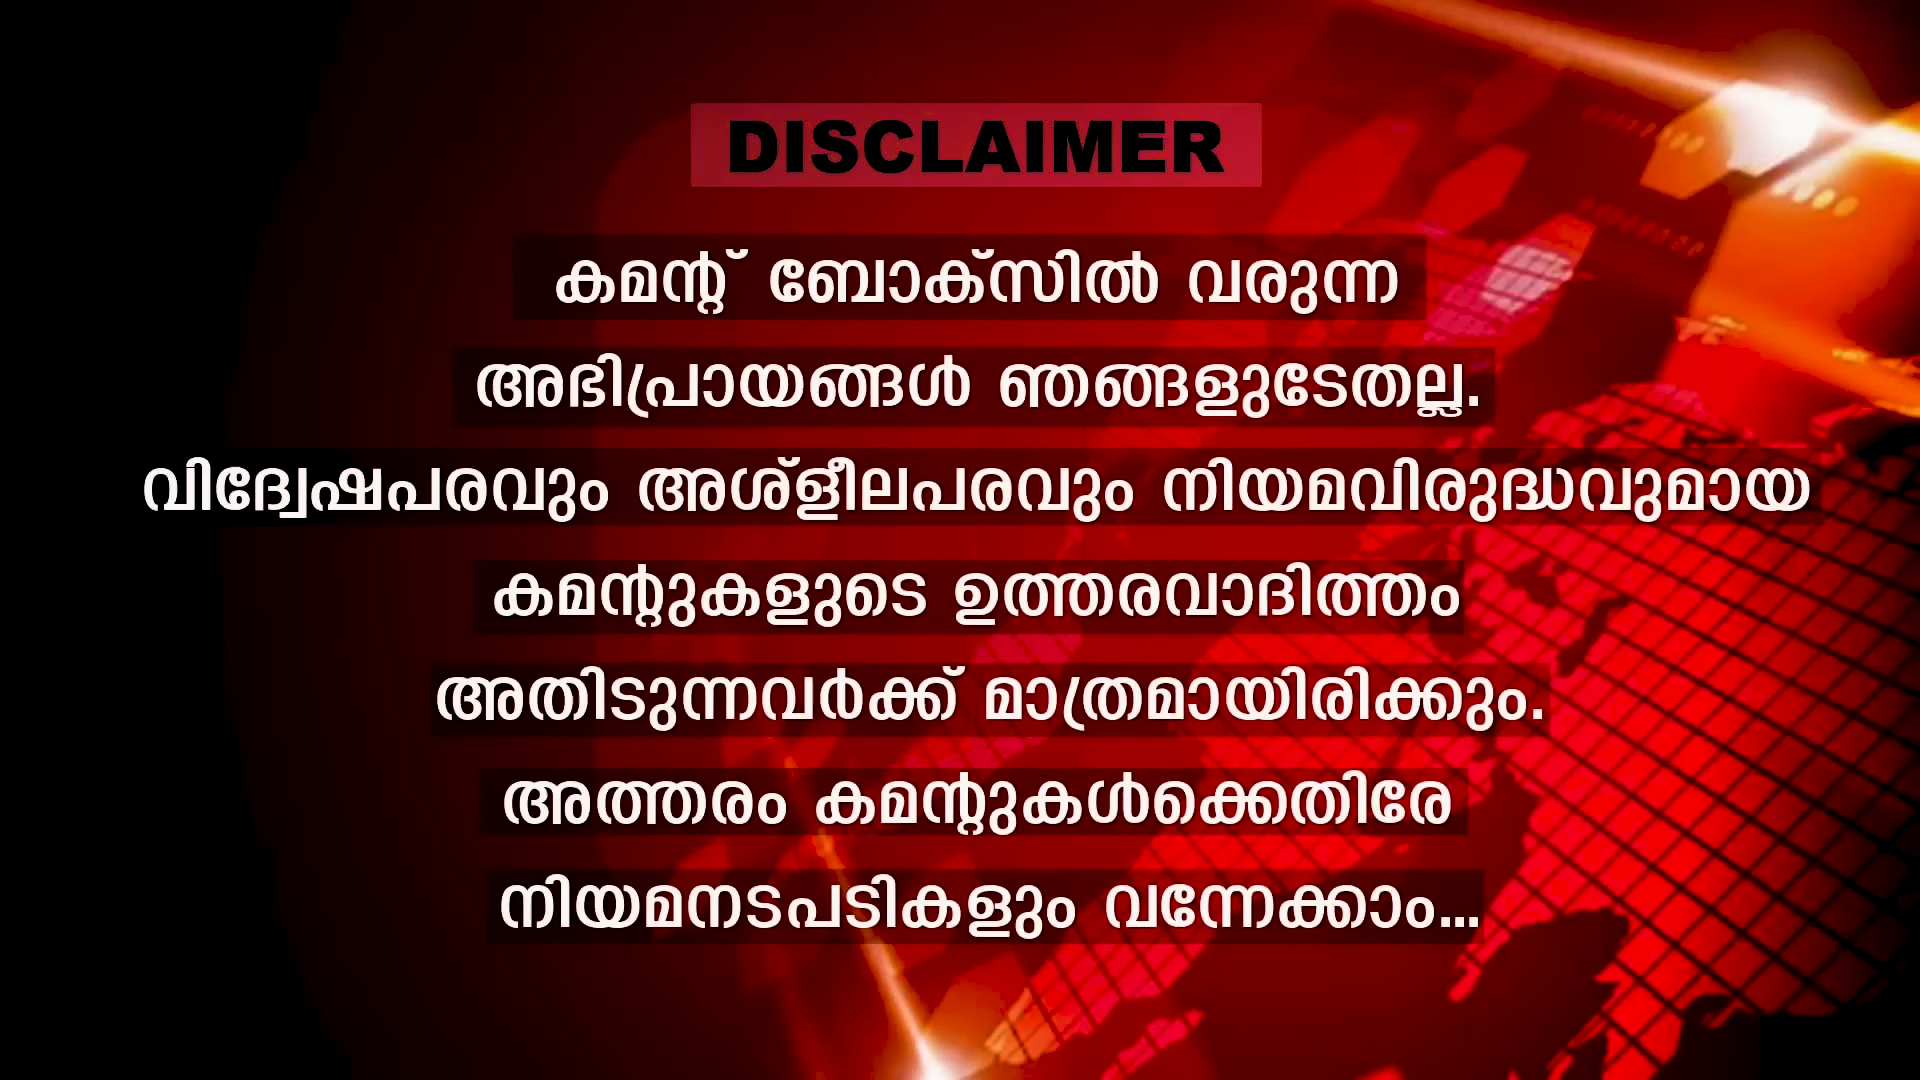 DISCLAIMER
കമന്റ് ബോക്സിൽ വരുന്ന
അഭിപ്രായങ്ങൾ ഞങ്ങളുടേതല്ല.
വിദ്വേഷപരവും അശ്ളീലപരവും നിയമവിരുദ്ധവുമായ
കമന്റുകളുടെ ഉത്തരവാദിത്തം
അതിടുന്നവർക്ക് മാത്രമായിരിക്കും.
അത്തരം കമന്റുകൾക്കെതിരേ
നിയമനടപടികളും വന്നേക്കാം...